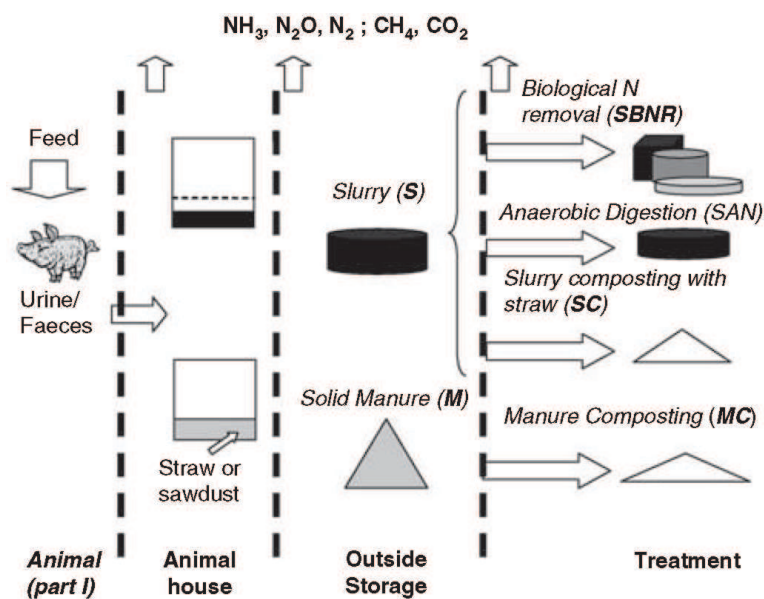 NH3, N2O, N2 ; CH4, CO2
Feed
Urine/
Faeces
Straw or
sawdust
Slurry (S)
Solid Manure (M)
Biological N
removal (SBNR)
Anaerobic Digestion (SAN)
Slurry composting with
straw (SC)
Manure Composting (MC)
Animal
(part I)
Animal
house
Outside
Storage
Treatment